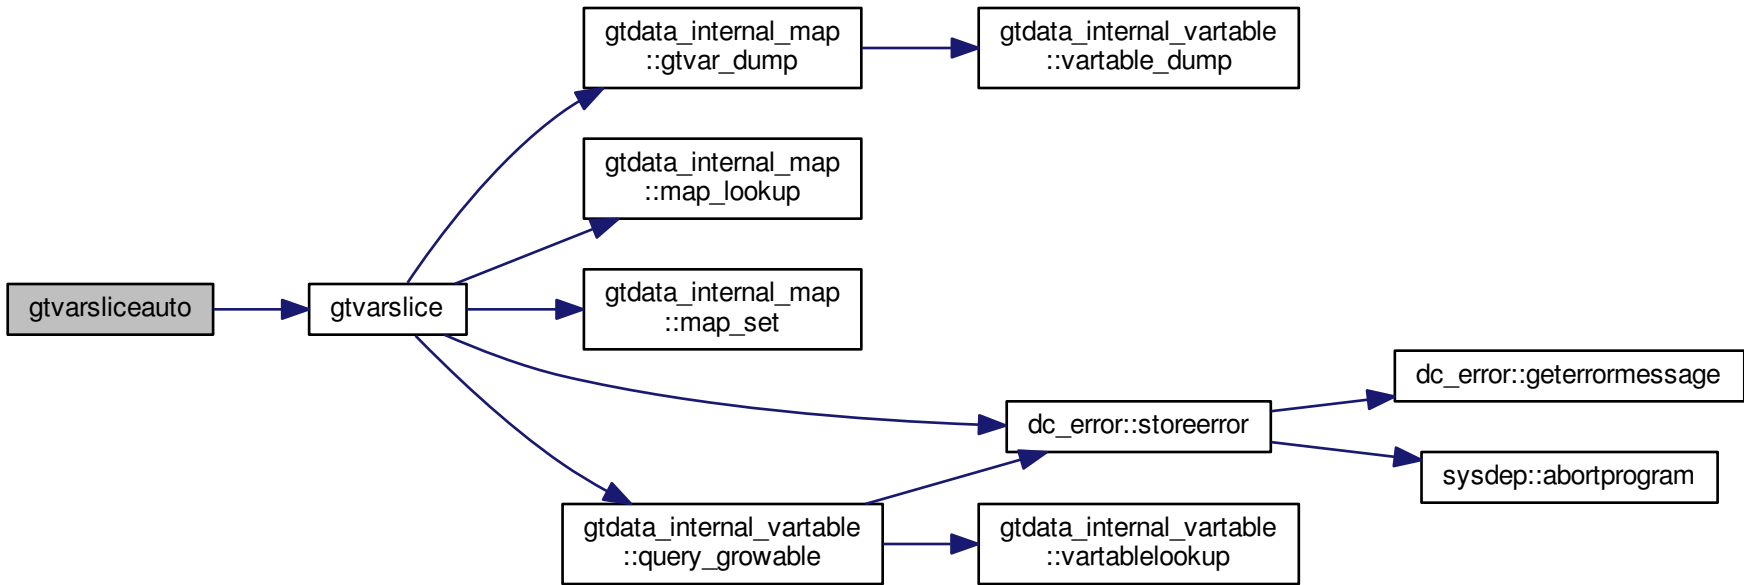 gtdata_internal_map
::gtvar_dump
gtdata_internal_vartable
::vartable_dump
gtdata_internal_map
::map_lookup
gtvarsliceauto
gtvarslice
gtdata_internal_map
::map_set
dc_error::geterrormessage
dc_error::storeerror
sysdep::abortprogram
gtdata_internal_vartable
::query_growable
gtdata_internal_vartable
::vartablelookup